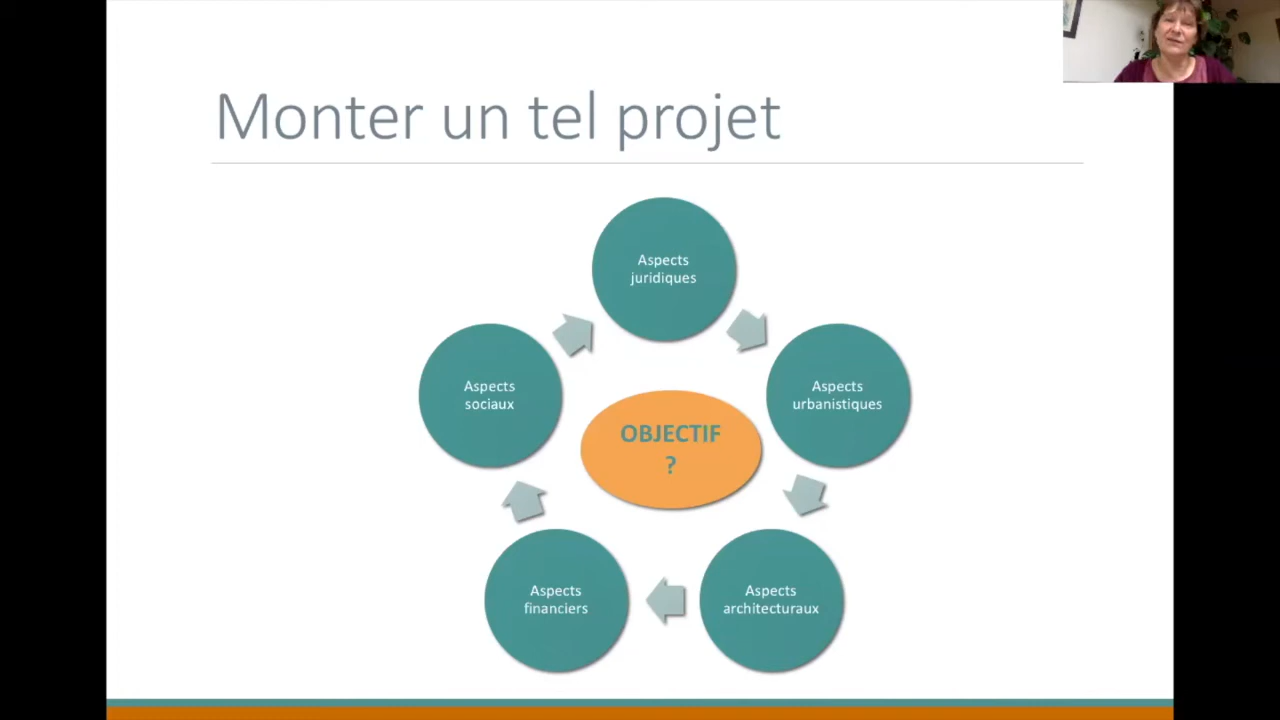 Monter un tel projet
Aspects
juridiques
Aspects
sociaux
Aspects
urbanistiques
OBJECTIF
?
Aspects
financiers
Aspects
architecturaux